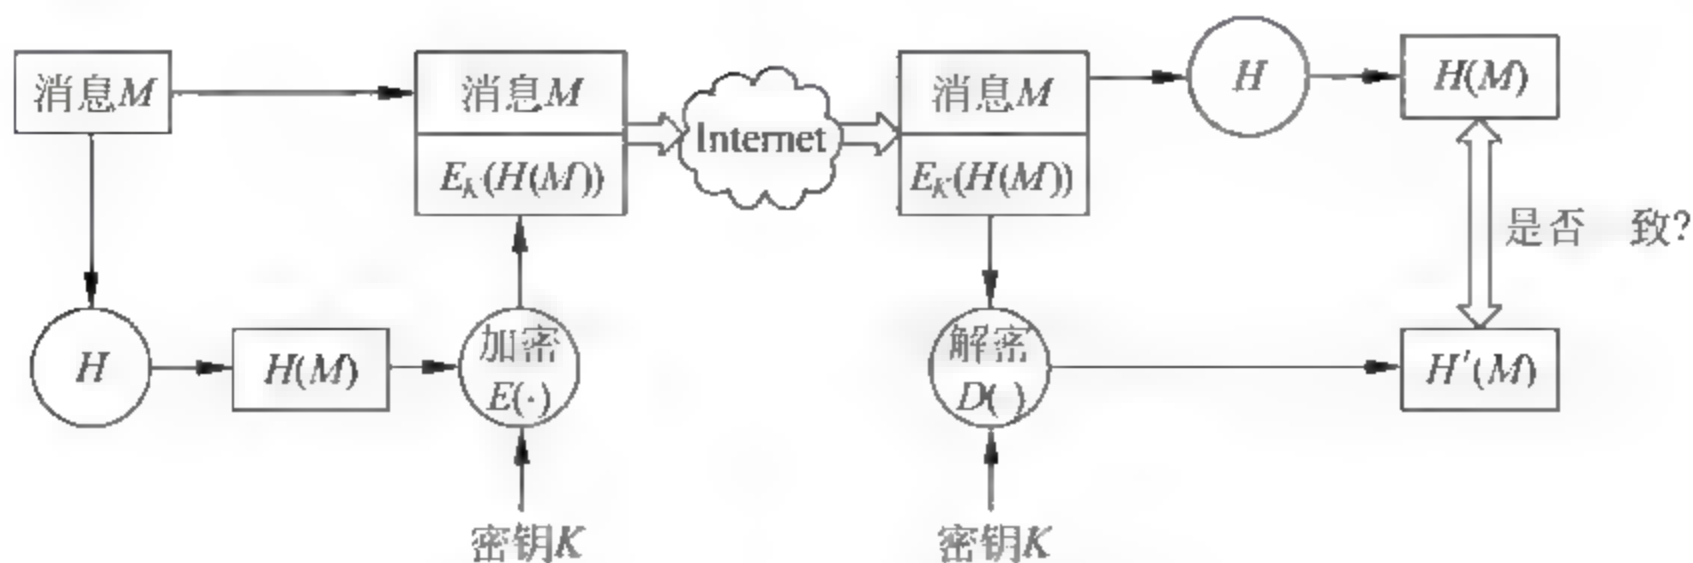 消息M
消息M
E_K(H(M))
Internet
消息M
E_K(H(M))
H
H(M)
是否一致?
H
H(M)
加密
E(·)
解密
D(·)
H'(M)
密钥K
密钥K